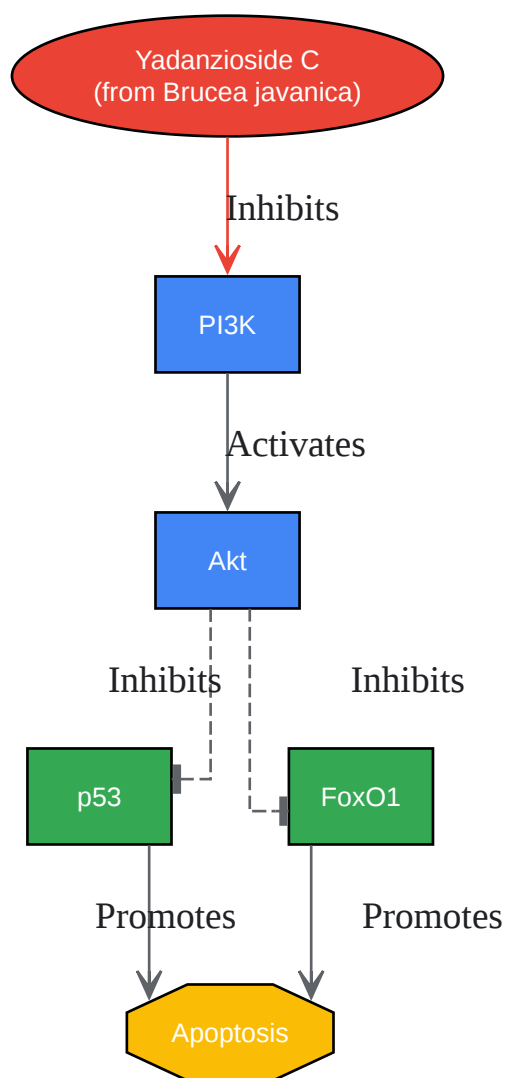 Yadanzioside C
(from Brucea javanica)
Inhibits
PI3K
Activates
Akt
Inhibits
Inhibits
p53
FoxO1
Promotes
Promotes
Apoptosis